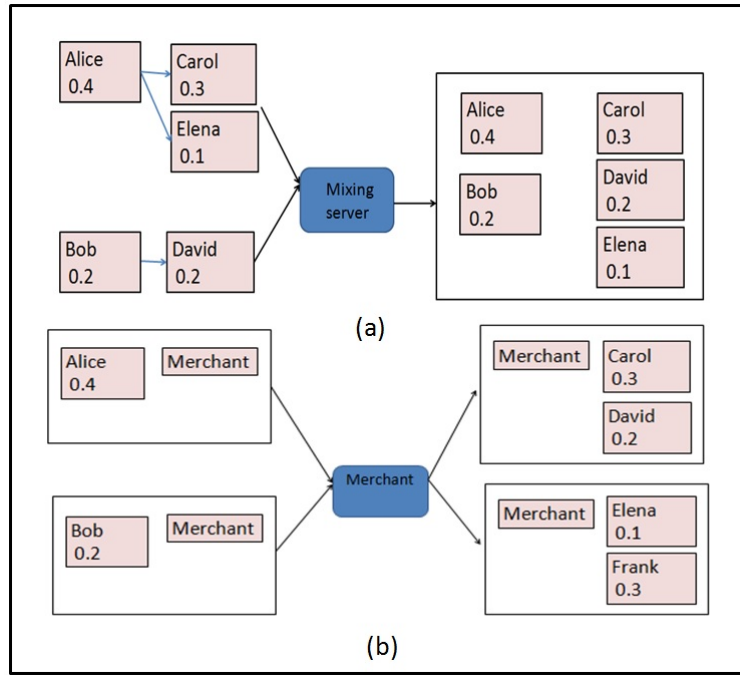 Alice
0.4
Carol
0.3
Elena
0.1
Bob
0.2
David
0.2
Mixing
server
Alice
0.4
Bob
0.2
Carol
0.3
David
0.2
Elena
0.1
(a)
Alice
0.4
Merchant
Bob
0.2
Merchant
Merchant
Merchant
Carol
0.3
David
0.2
Merchant
Elena
0.1
Frank
0.3
(b)